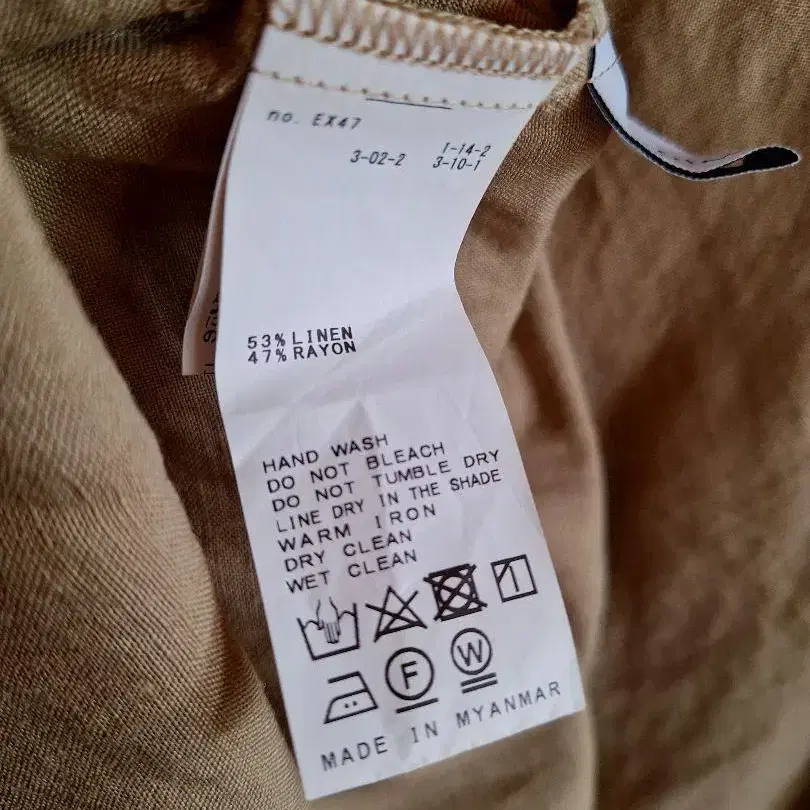 no. EX47
1-14-2
3-02-2 3-10-1
53%LINEN
47%RAYON
HAND WASH
DO NOT BLEACH
DO NOT TUMBLE DRY
LINE DRY IN THE SHADE
WARM IRON
DRY CLEAN
WET CLEAN
F W
MADE IN MYANMAR